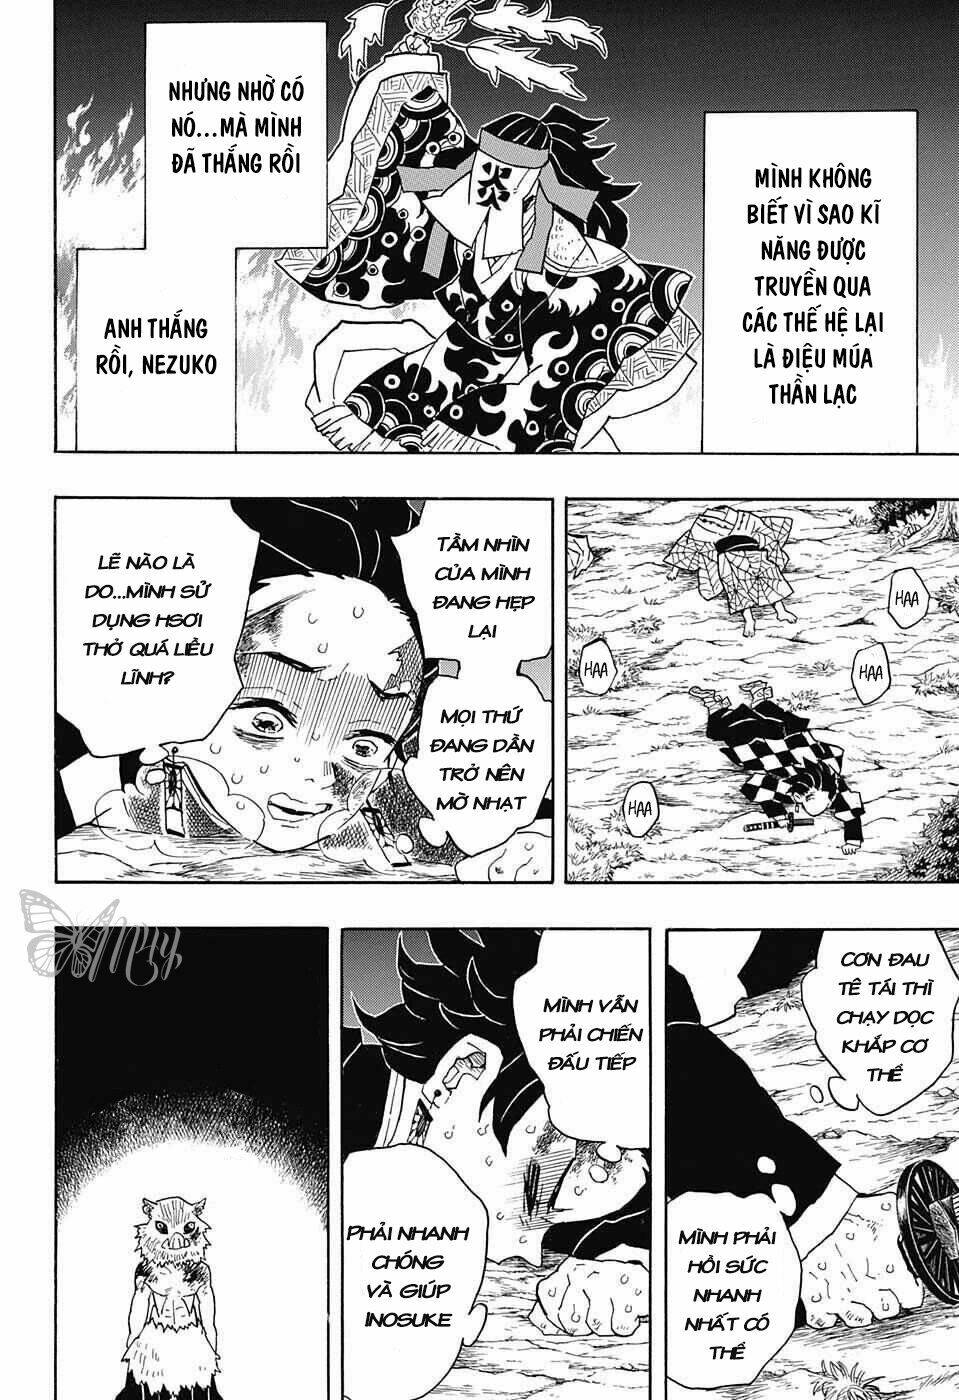 MÌNH KHÔNG
BIẾT VÌ SAO KĨ
NĂNG ĐƯỢC
TRUYỀN QUA
CÁC THẾ HỆ LẠI
LÀ ĐIỆU MÚA
THẦN LẠC
炎
NHƯNG NHỜ CÓ
NÓ...MÀ MÌNH
ĐÃ THẮNG RỒI
ANH THẮNG
RỒI, NEZUKO
HAA
HAA
HAA
HAA
TẦM NHÌN
CỦA MÌNH
ĐANG HẸP
LẠI
MỌI THỨ
ĐANG DẦN
TRỞ NÊN
MỜ NHẠT
LẼ NÀO LÀ
DO...MÌNH SỬ
DỤNG HSƠI
THỞ QUÁ LIỀU
LĨNH?
CƠN ĐAU
TÊ TÁI THÌ
CHẠY DỌC
KHẮP CƠ
THỂ
MÌNH PHẢI
HỒI SỨC
NHANH
NHẤT CÓ
THỂ
MÌNH VẪN
PHẢI CHIẾN
ĐẤU TIẾP
PHẢI NHANH
CHÓNG
VÀ GIÚP
INOSUKE